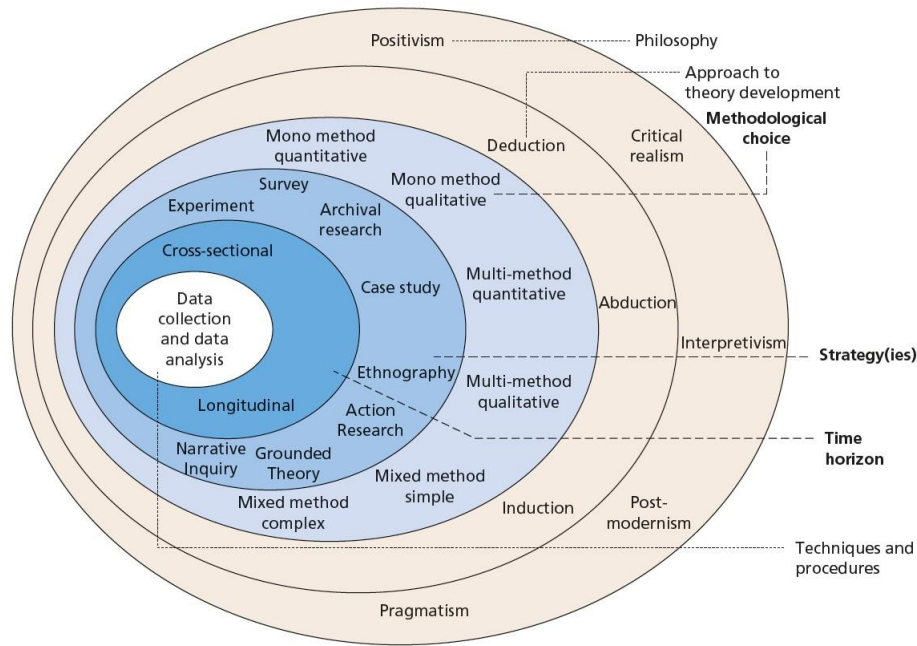 Positivism
Philosophy
Approach to
theory development
Methodological
choice
Deduction
Critical
realism
Mono method
quantitative
Mono method
qualitative
Survey
Experiment
Archival
research
Cross-sectional
Multi-method
quantitative
Case study
Abduction
Data
collection
and data
analysis
Interpretivism
Strategy(ies)
Ethnography
Multi-method
qualitative
Longitudinal
Action
Research
Time
horizon
Narrative
Inquiry
Grounded
Theory
Mixed method
simple
Mixed method
complex
Induction
Post-
modernism
Techniques and
procedures
Pragmatism